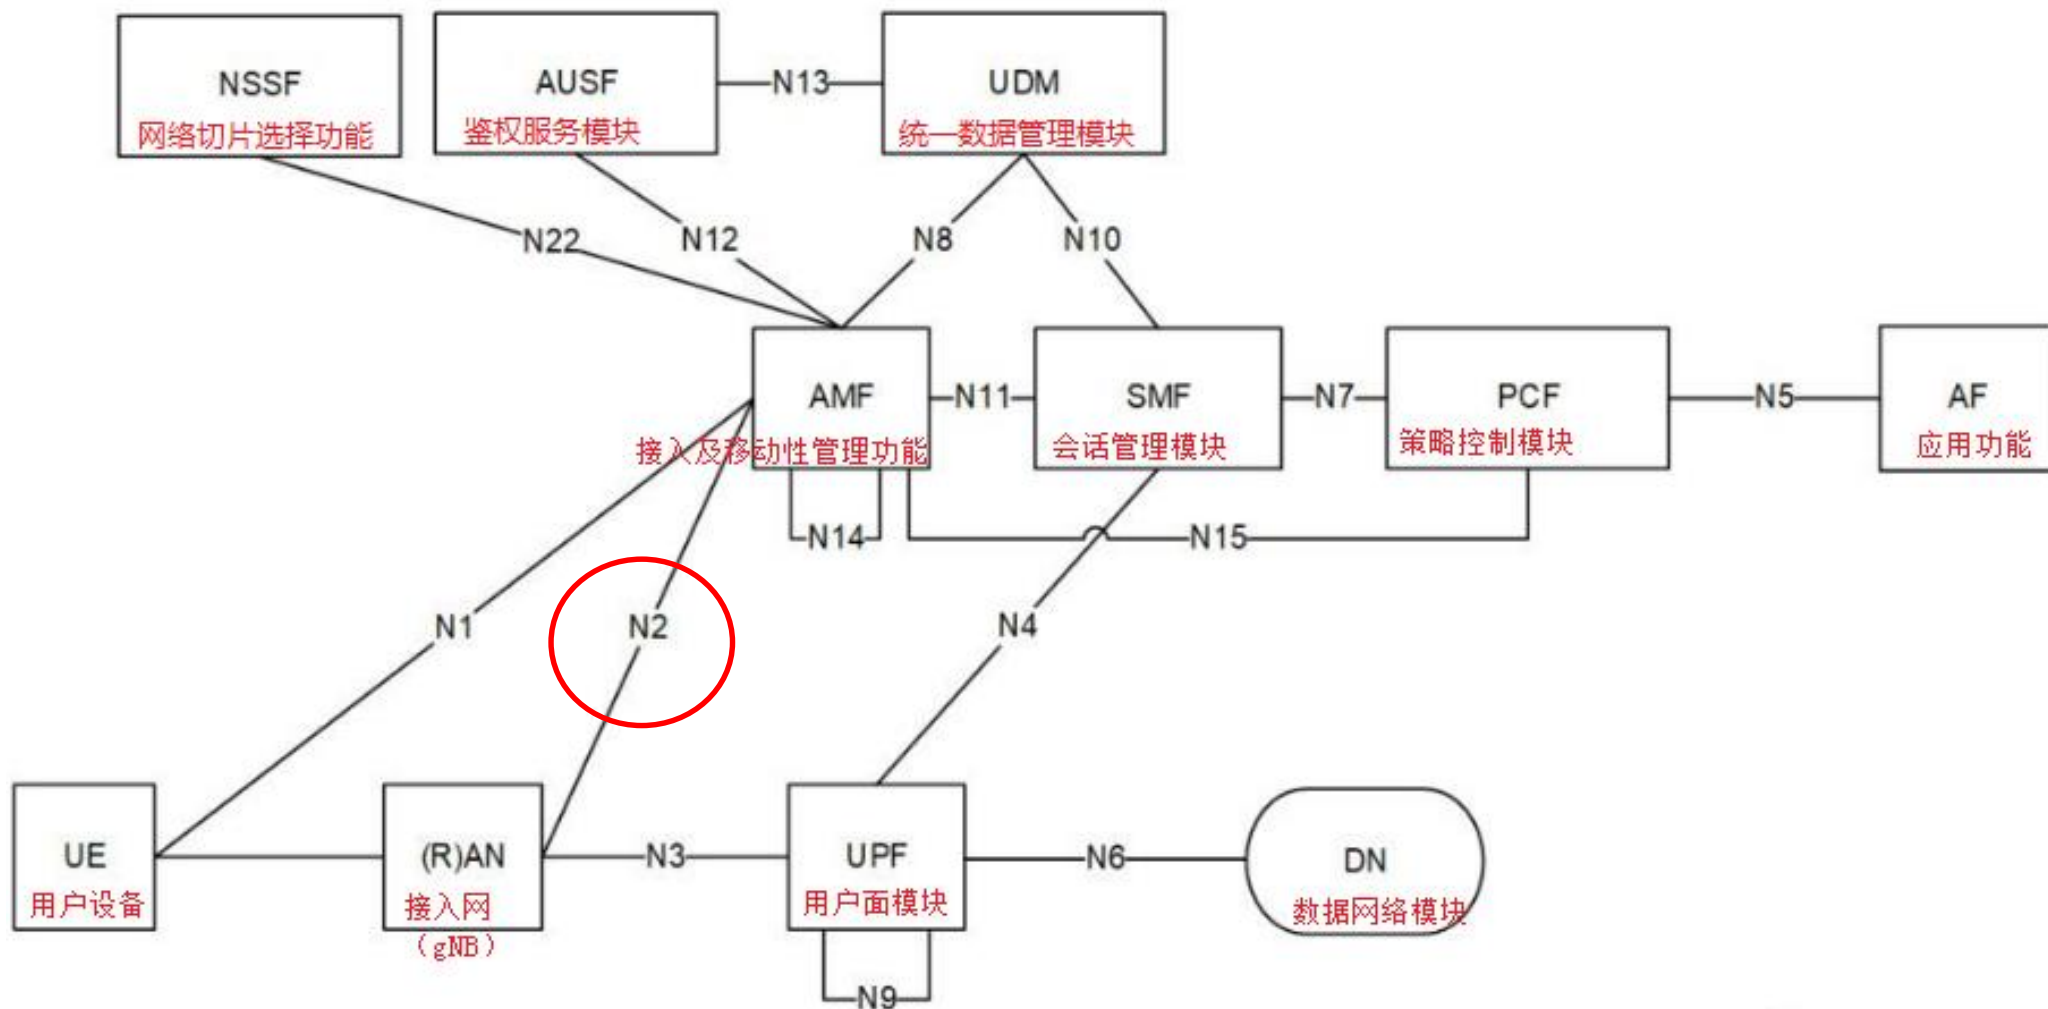 NSSF
网络切片选择功能
AUSF
鉴权服务模块
N13
UDM
统一数据管理模块
N22
N12
N8
N10
AMF
接入及移动性管理功能
N11
SMF
会话管理模块
N7
PCF
策略控制模块
N5
AF
应用功能
N14
N15
N1
N2
N4
UE
用户设备
(R)AN
接入网
（gNB）
N3
UPF
用户面模块
N6
DN
数据网络模块
N9